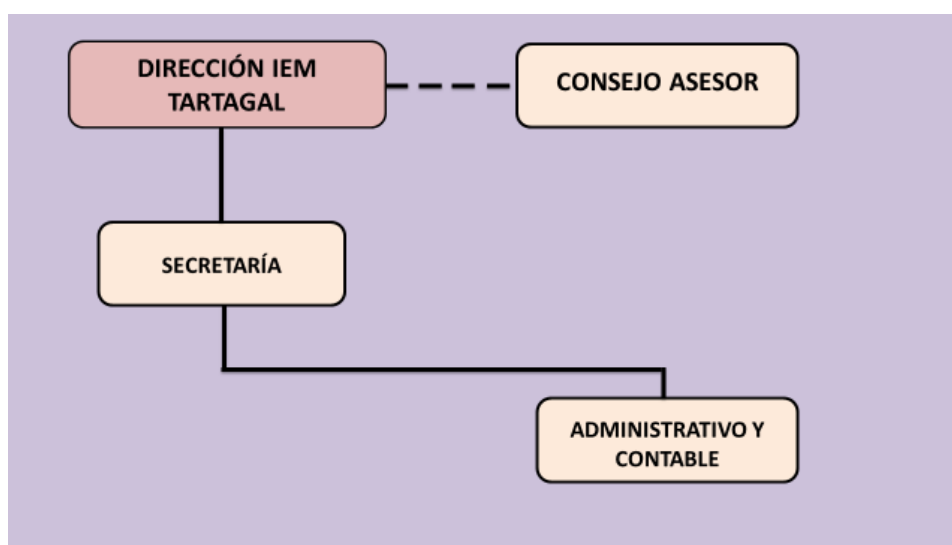 DIRECCIÓN IEM
TARTAGAL
CONSEJO ASESOR
SECRETARÍA
ADMINISTRATIVO Y
CONTABLE